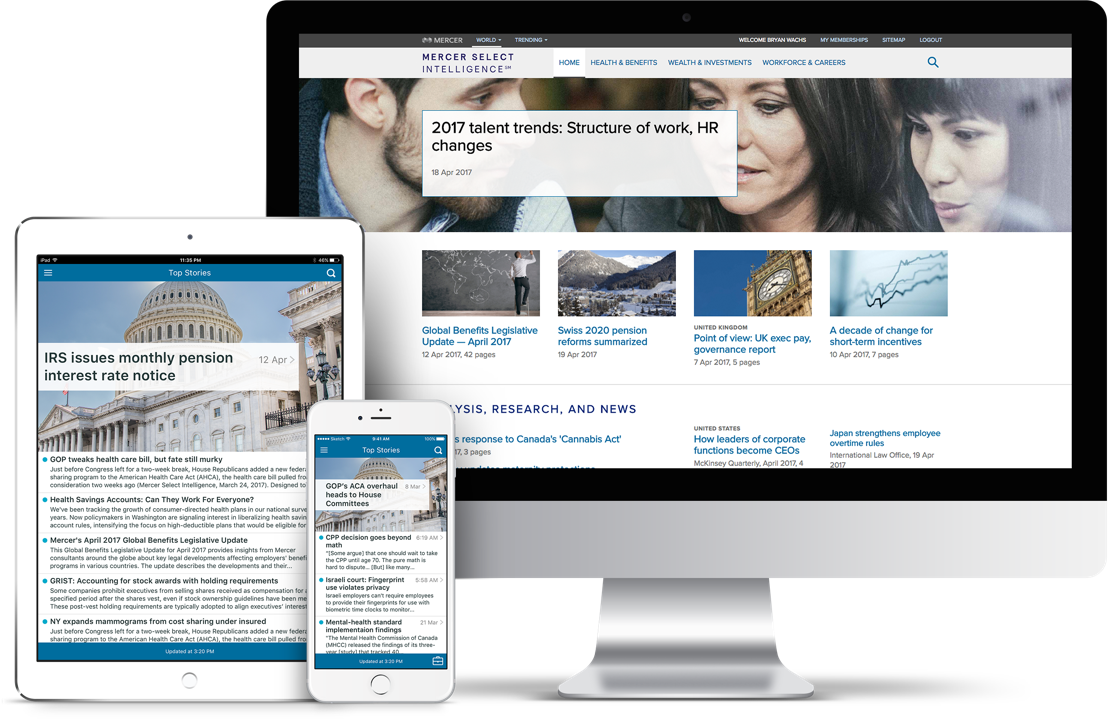 MERCER
WORLD
TRENDING
WELCOME BRYAN WACHS
MY MEMBERSHIPS
SITEMAP
LOGOUT
MERCER SELECT
INTELLIGENCE℠
HOME
HEALTH & BENEFITS
WEALTH & INVESTMENTS
WORKFORCE & CAREERS
2017 talent trends: Structure of work, HR
changes
18 Apr 2017
Global Benefits Legislative
Update — April 2017
12 Apr 2017, 42 pages
Swiss 2020 pension
reforms summarized
19 Apr 2017
UNITED KINGDOM
Point of view: UK exec pay,
governance report
7 Apr 2017, 5 pages
A decade of change for
short-term incentives
10 Apr 2017, 7 pages
YSIS, RESEARCH, AND NEWS
s response to Canada's 'Cannabis Act'
17, 3 pages
updates maternity protections
UNITED STATES
How leaders of corporate
functions become CEOs
McKinsey Quarterly, April 2017, 4
Japan strengthens employee
overtime rules
International Law Office, 19 Apr
2017
iPad
11:35 PM
46%
Top Stories
IRS issues monthly pension
interest rate notice
12 Apr
GOP tweaks health care bill, but fate still murky
Just before Congress left for a two-week break, House Republicans added a new federa
sharing program to the American Health Care Act (AHCA), the health care bill pulled from
consideration two weeks ago (Mercer Select Intelligence, March 24, 2017). Designed to
Health Savings Accounts: Can They Work For Everyone?
We've been tracking the growth of consumer-directed health plans in our national surve
years. Now policymakers in Washington are signaling interest in liberalizing health savin
account rules, intensifying the focus on high-deductible plans that would be eligible for
Mercer's April 2017 Global Benefits Legislative Update
This Global Benefits Legislative Update for April 2017 provides insights from Mercer
consultants around the globe about key legal developments affecting employers' benefi
programs in various countries. The update describes the developments and their...
GRIST: Accounting for stock awards with holding requirements
Some companies prohibit executives from selling shares received as compensation for
specified period after the shares vest, even if stock ownership guidelines have been me
These post-vest holding requirements are typically adopted to align executives' interest
NY expands mammograms from cost sharing under insured
Just before Congress left for a two-week break, House Republicans added a new federa
sharing program to the American Health Care Act (AHCA), the health care bill pulled from
Updated at 3:20 PM
Sketch
9:41 AM
100%
Top Stories
GOP's ACA overhaul
heads to House
Committees
8 Mar
CPP decision goes beyond
math
6:19 AM
"[Some argue] that one should wait to take
the CPP until age 70. The pure math is
hard to dispute... [But] like many...
Israeli court: Fingerprint
use violates privacy
5:58 AM
Israeli employers can't require employees
to provide their fingerprints for use with
biometric time clocks to monitor...
Mental-health standard
implementaion findings
21 Mar
"The Mental Health Commission of Canada
(MHCC) released the findings of its three-
year [study] that tracked 40...
Updated at 3:20 PM